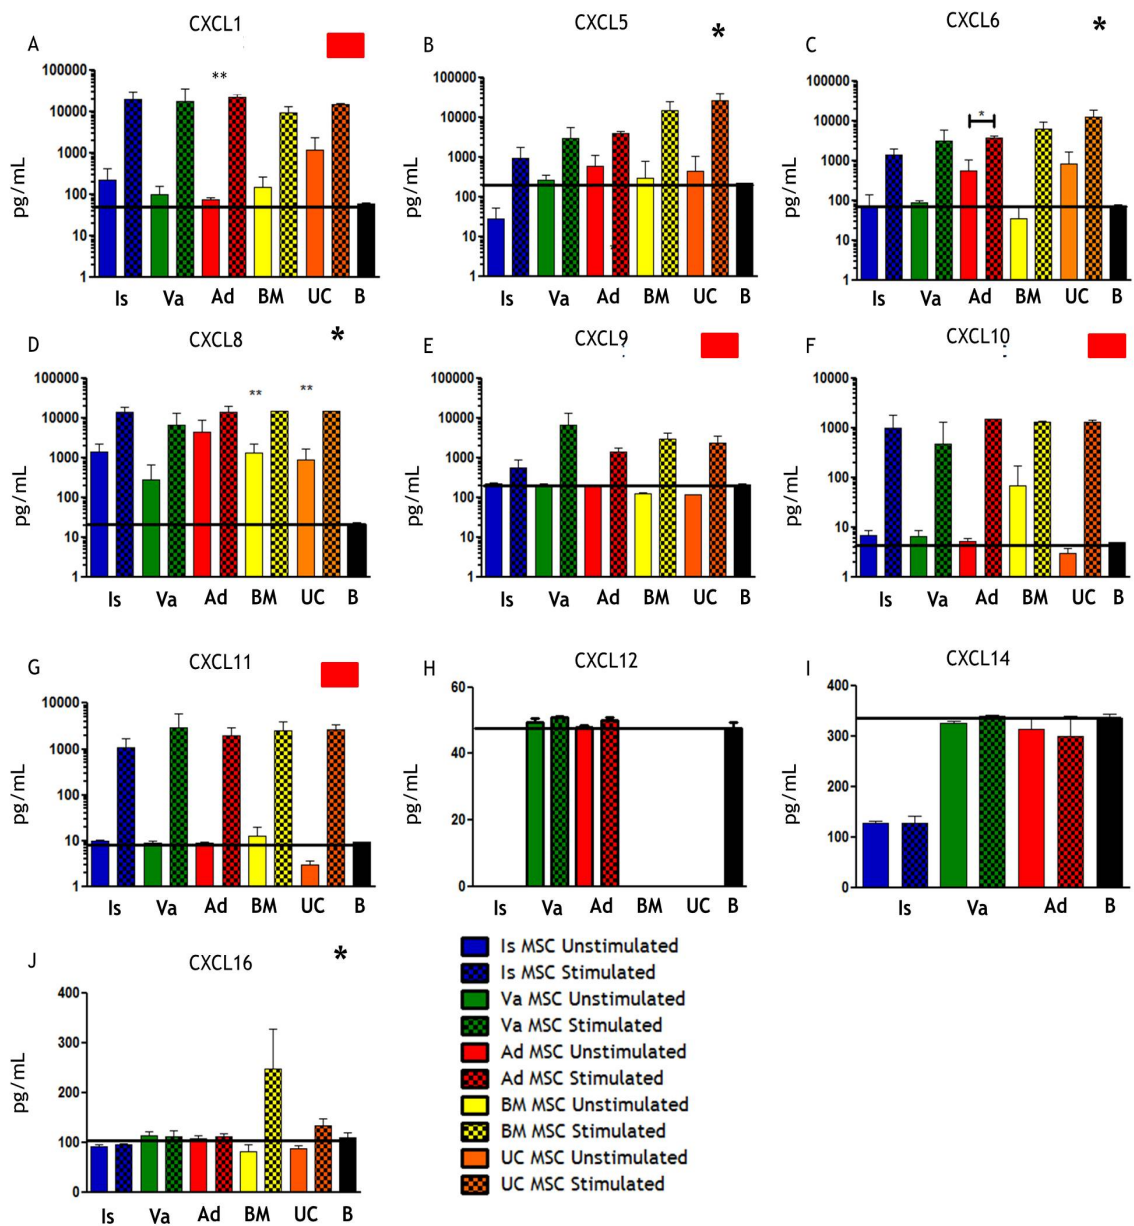 CXCL1
A
**
pg/mL
100000
10000
1000
100
10
1
Is Va Ad BM UC B
CXCL5
B
*
pg/mL
100000
10000
1000
100
10
1
*
Is Va Ad BM UC B
CXCL6
C
*
pg/mL
100000
10000
1000
100
10
1
*
Is Va Ad BM UC B
CXCL8
D
*
pg/mL
100000
10000
1000
100
10
1
** **
Is Va Ad BM UC B
CXCL9
E
pg/mL
100000
10000
1000
100
10
1
Is Va Ad BM UC B
CXCL10
F
pg/mL
10000
1000
100
10
1
Is Va Ad BM UC B
CXCL11
G
pg/mL
10000
1000
100
10
1
Is Va Ad BM UC B
CXCL12
H
pg/mL
60
40
20
0
Is Va Ad BM UC B
CXCL14
I
pg/mL
400
300
200
100
0
Is Va Ad B
CXCL16
J
*
pg/mL
400
300
200
100
0
Is Va Ad BM UC B
Is MSC Unstimulated
Is MSC Stimulated
Va MSC Unstimulated
Va MSC Stimulated
Ad MSC Unstimulated
Ad MSC Stimulated
BM MSC Unstimulated
BM MSC Stimulated
UC MSC Unstimulated
UC MSC Stimulated